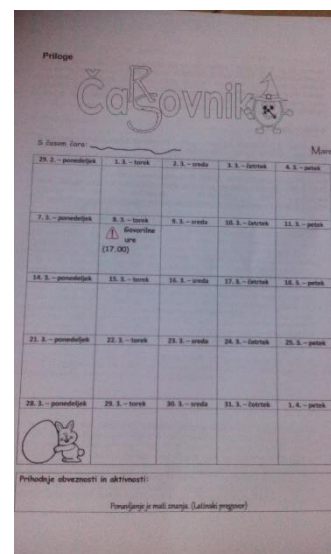 Priloge
ČaRSovnik
S časom čara:
29. 2. – ponedeljek 1. 3. – torek 2. 3. – sreda 3. 3. – četrtek 4. 3. – petek
7. 3. – ponedeljek 8. 3. – torek 9. 3. – sreda 10. 3. – četrtek 11. 3. – petek
Govorilne
ure
(17.00)
14. 3. – ponedeljek 15. 3. – torek 16. 3. – sreda 17. 3. – četrtek 18. 3. – petek
21. 3. – ponedeljek 22. 3. – torek 23. 3. – sreda 24. 3. – četrtek 25. 3. – petek
28. 3. – ponedeljek 29. 3. – torek 30. 3. – sreda 31. 3. – četrtek 1. 4. – petek
Prihodnje obveznosti in aktivnosti:
Ponavljanje je mati znanja. (Latinski pregovor)